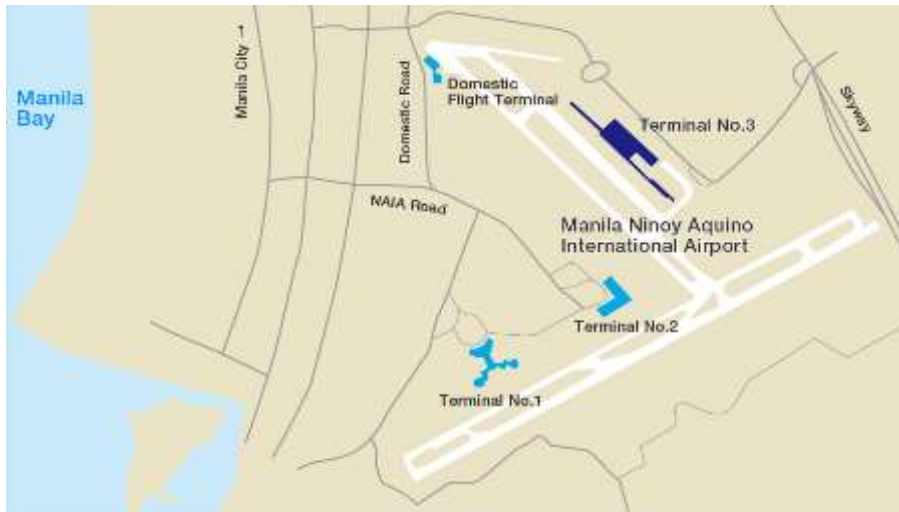 Manila City →
Domestic Road
Domestic
Flight Terminal
Skyway
Manila
Bay
Terminal No.3
NAIA Road
Manila Ninoy Aquino
International Airport
Terminal No.2
Terminal No.1